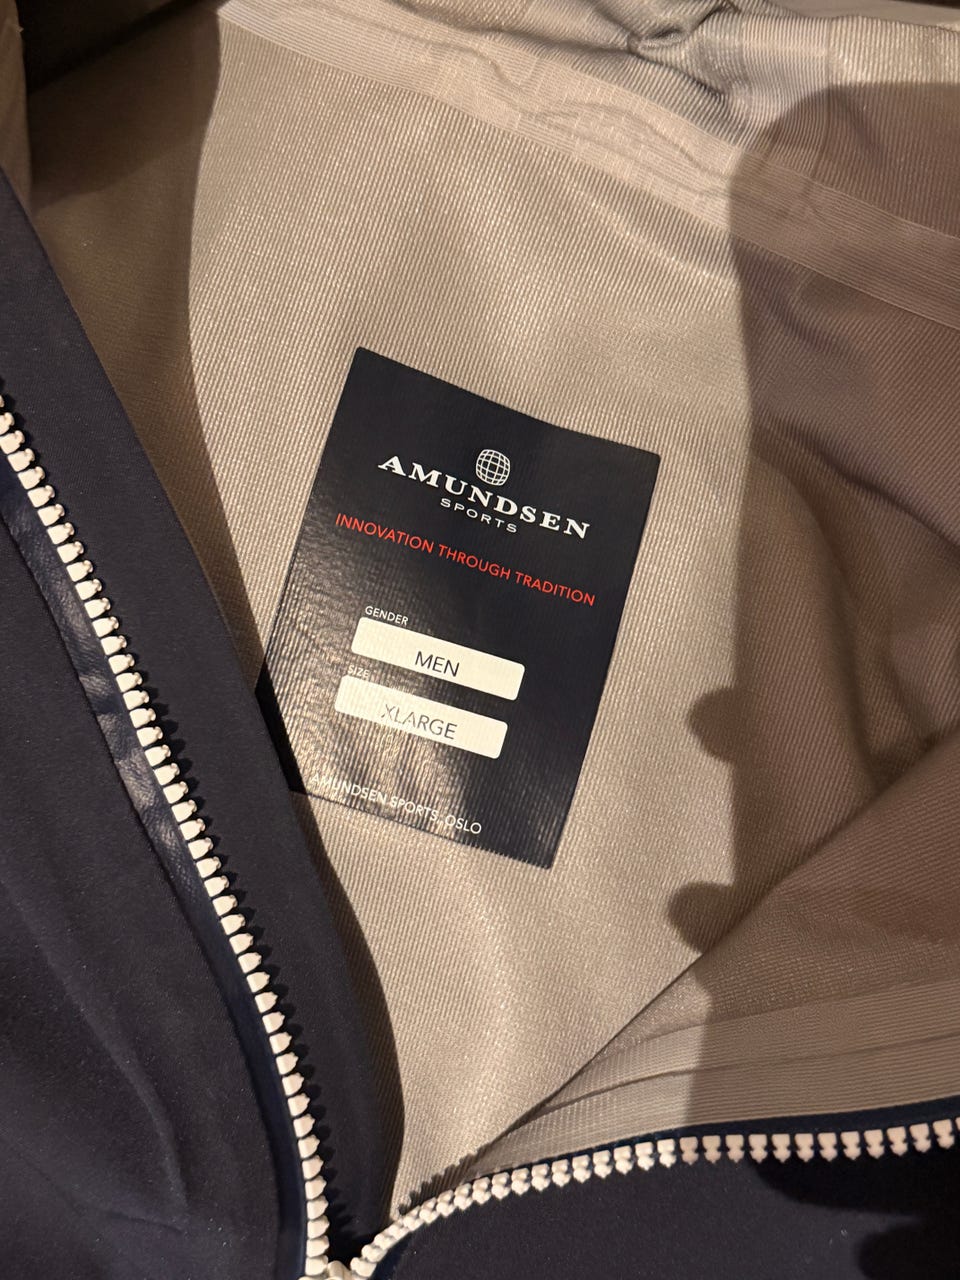 AMUNDSEN
SPORTS
INNOVATION THROUGH TRADITION
GENDER
MEN
SIZE
XLARGE
AMUNDSEN SPORTS, OSLO